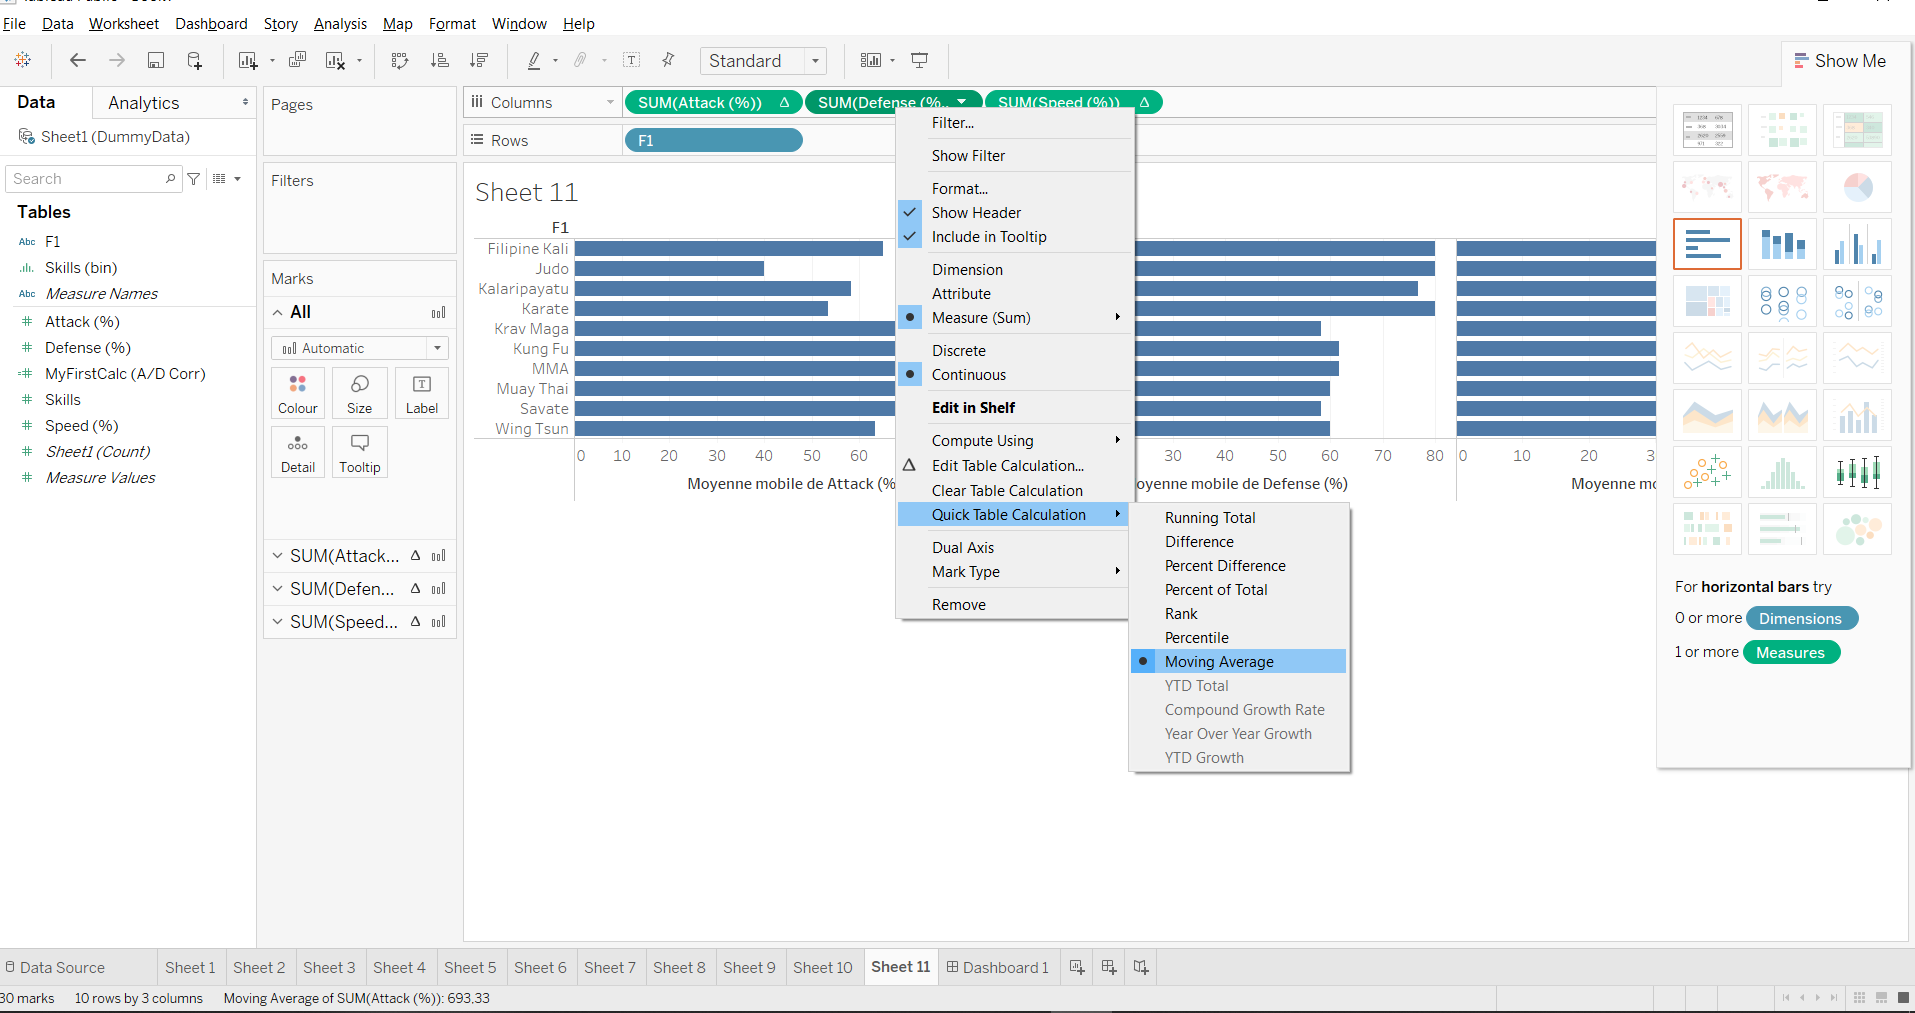 File Data Worksheet Dashboard Story Analysis Map Format Window Help
Standard
Show Me
Data
Analytics
Sheet1 (DummyData)
Search
Tables
Abc F1
Skills (bin)
Abc Measure Names
# Attack (%)
# Defense (%)
=# MyFirstCalc (A/D Corr)
# Skills
# Speed (%)
# Sheet1 (Count)
# Measure Values
Pages
Filters
Marks
All
Automatic
Colour Size Label
Detail Tooltip
SUM(Attack... Δ
SUM(Defen... Δ
SUM(Speed... Δ
Columns
SUM(Attack (%)) Δ
SUM(Defense (%..
SUM(Speed (%)) Δ
Rows
F1
Sheet 11
F1
Filipine Kali
Judo
Kalaripayatu
Karate
Krav Maga
Kung Fu
MMA
Muay Thai
Savate
Wing Tsun
0 10 20 30 40 50 60
Moyenne mobile de Attack (%
30 40 50 60 70 80
oyenne mobile de Defense (%)
0 10 20 3
Moyenne mo
Filter...
Show Filter
Format...
Show Header
Include in Tooltip
Dimension
Attribute
Measure (Sum)
Discrete
Continuous
Edit in Shelf
Compute Using
Δ Edit Table Calculation...
Clear Table Calculation
Quick Table Calculation
Dual Axis
Mark Type
Remove
Running Total
Difference
Percent Difference
Percent of Total
Rank
Percentile
Moving Average
YTD Total
Compound Growth Rate
Year Over Year Growth
YTD Growth
For horizontal bars try
0 or more Dimensions
1 or more Measures
Data Source
Sheet 1
Sheet 2
Sheet 3
Sheet 4
Sheet 5
Sheet 6
Sheet 7
Sheet 8
Sheet 9
Sheet 10
Sheet 11
Dashboard 1
30 marks 10 rows by 3 columns Moving Average of SUM(Attack (%)): 693,33